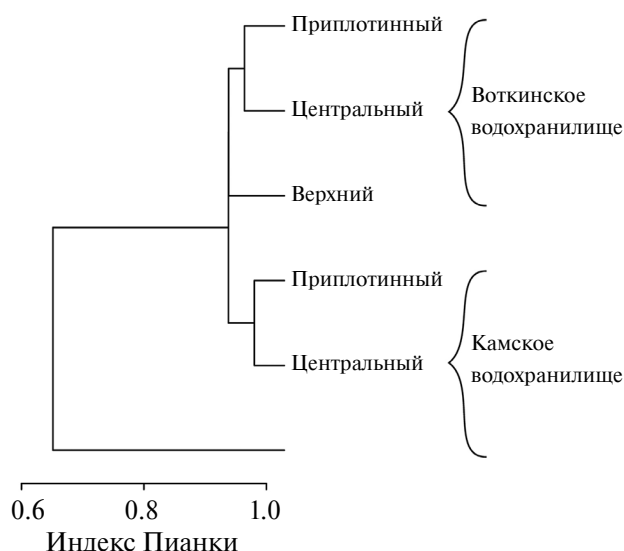 Приплотинный
Центральный
Воткинское
водохранилище
Верхний
Приплотинный
Центральный
Камское
водохранилище
0.6 0.8 1.0
Индекс Пианки